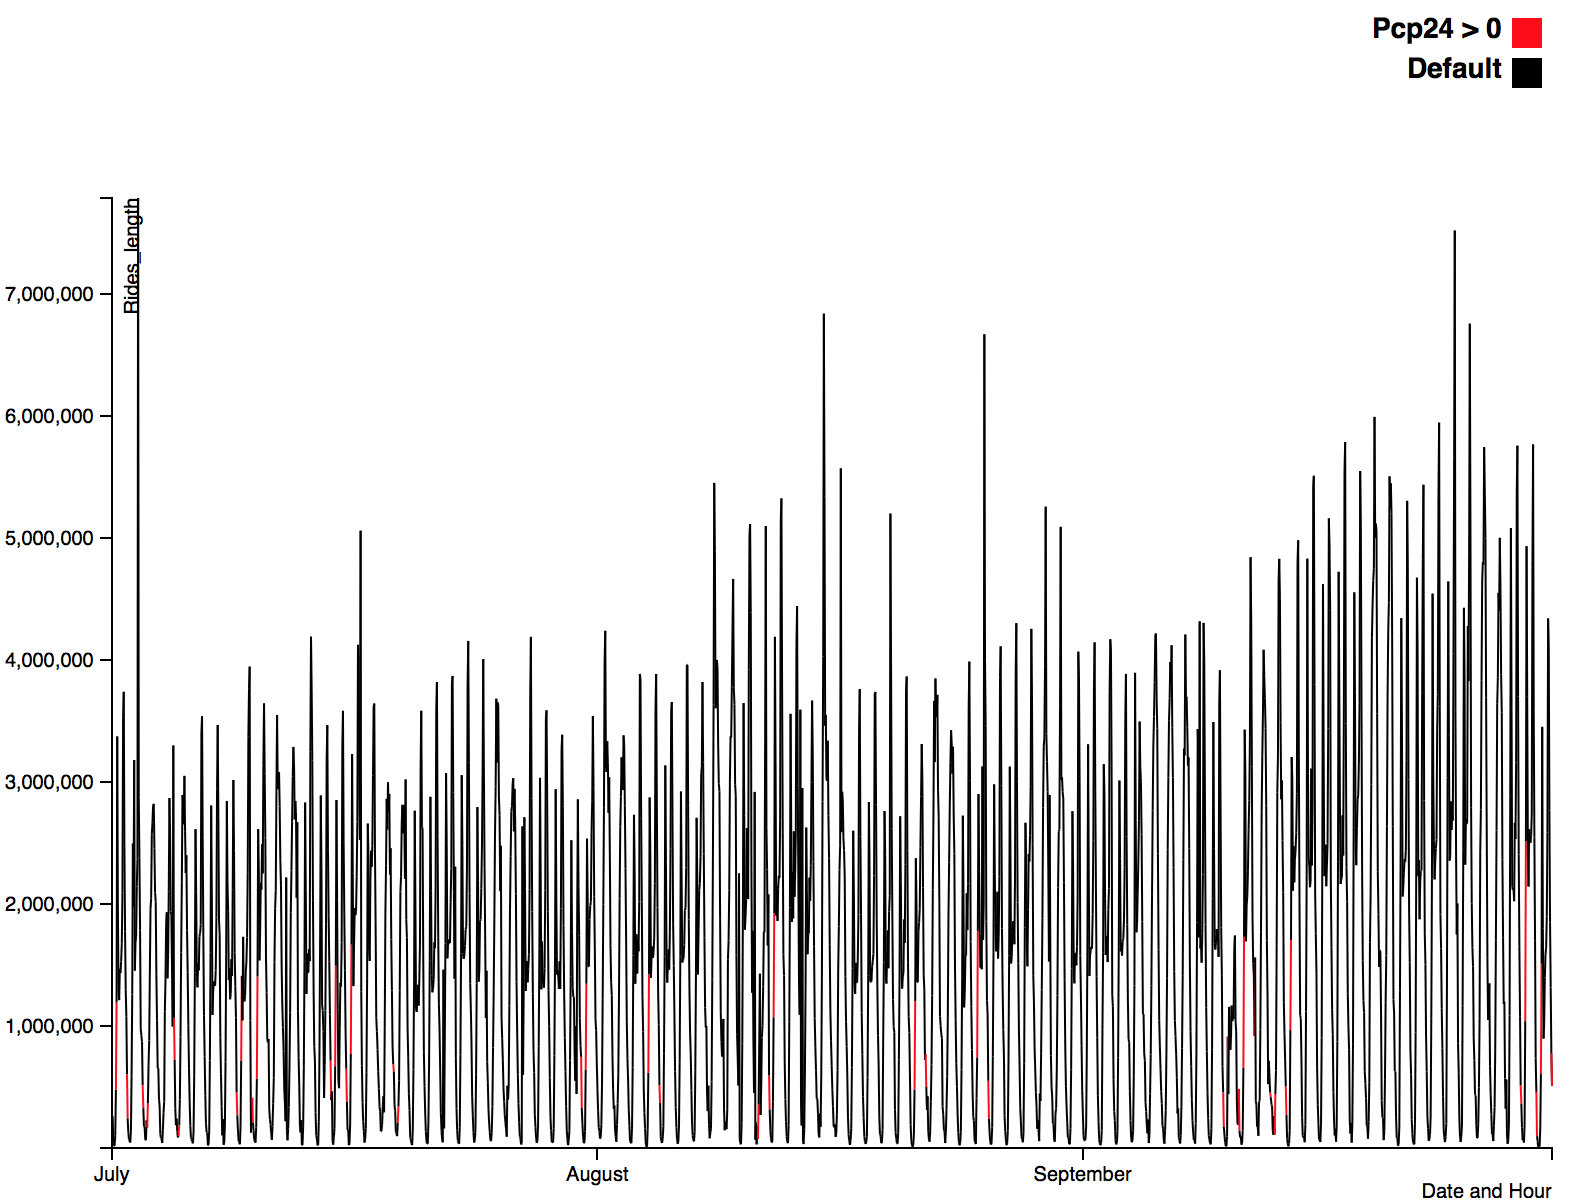 Pcp24 > 0
Default
Rides_length
7,000,000
6,000,000
5,000,000
4,000,000
3,000,000
2,000,000
1,000,000
July
August
September
Date and Hour